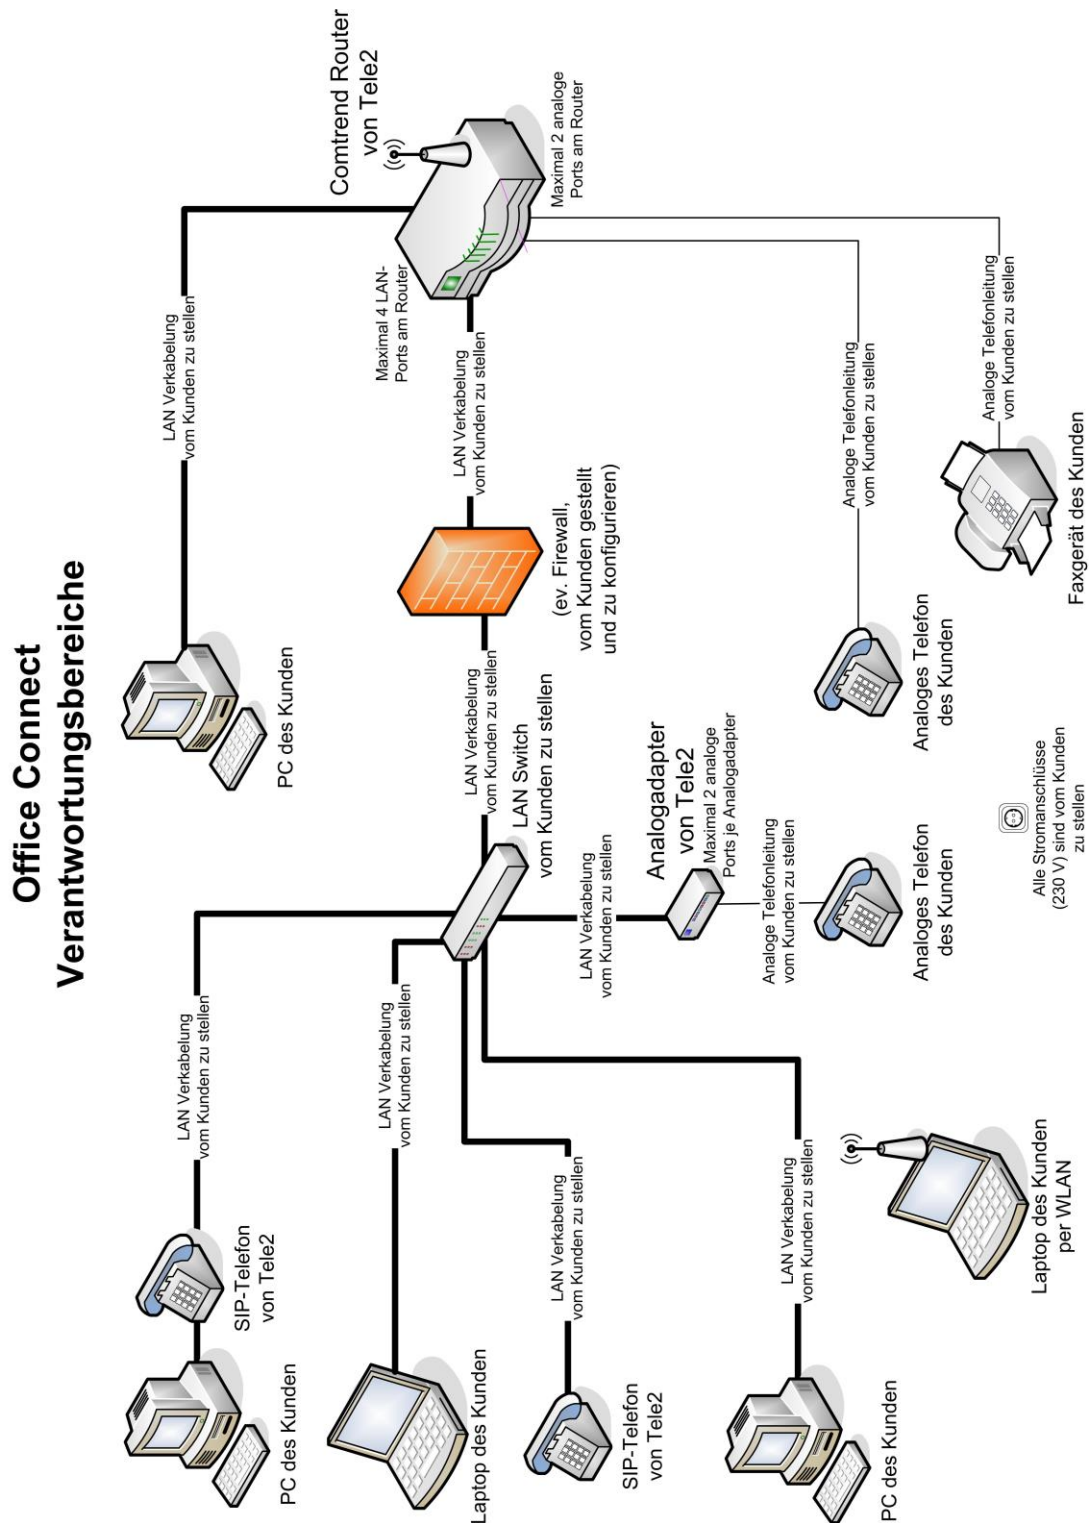 Office Connect
Verantwortungsbereiche
PC des Kunden
SIP-Telefon
von Tele2
LAN Verkabelung
vom Kunden zu stellen
PC des Kunden
LAN Verkabelung
vom Kunden zu stellen
Comtrend Router
von Tele2
Maximal 4 LAN-
Ports am Router
Maximal 2 analoge
Ports am Router
Laptop des Kunden
LAN Verkabelung
vom Kunden zu stellen
LAN Switch
vom Kunden zu stellen
LAN Verkabelung
vom Kunden zu stellen
(ev. Firewall,
vom Kunden gestellt
und zu konfigurieren)
LAN Verkabelung
vom Kunden zu stellen
SIP-Telefon
von Tele2
LAN Verkabelung
vom Kunden zu stellen
LAN Verkabelung
vom Kunden zu stellen
Analogadapter
von Tele2
Maximal 2 analoge
Ports je Analogadapter
PC des Kunden
LAN Verkabelung
vom Kunden zu stellen
Analoge Telefonleitung
vom Kunden zu stellen
Analoges Telefon
des Kunden
Analoge Telefonleitung
vom Kunden zu stellen
Analoges Telefon
des Kunden
Analoge Telefonleitung
vom Kunden zu stellen
Faxgerät des Kunden
Laptop des Kunden
per WLAN
Alle Stromanschlüsse
(230 V) sind vom Kunden
zu stellen